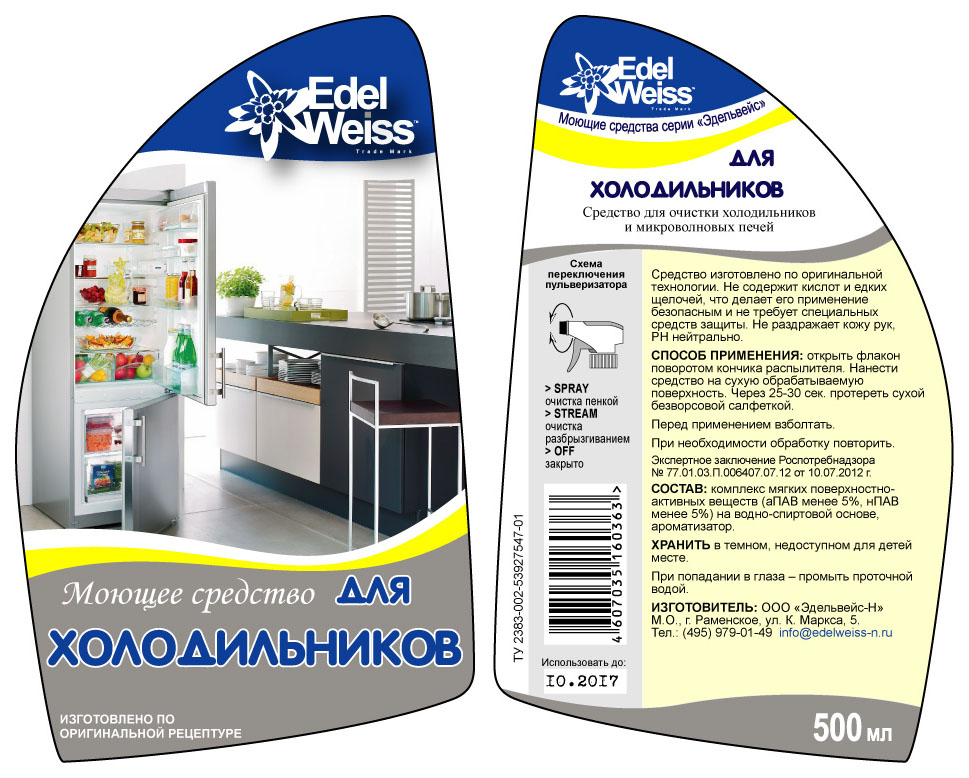 Edel
Weiss™
Trade Mark
Моющее средство ДЛЯ
ХОЛОДИЛЬНИКОВ
ИЗГОТОВЛЕНО ПО
ОРИГИНАЛЬНОЙ РЕЦЕПТУРЕ
Edel
Weiss™
Trade Mark
Моющие средства серии «Эдельвейс»
ДЛЯ
ХОЛОДИЛЬНИКОВ
Средство для очистки холодильников
и микроволновых печей
Схема
переключения
пульверизатора
> SPRAY
очистка пенкой
> STREAM
очистка
разбрызгиванием
> OFF
закрыто
ТУ 2383-002-53927547-01
4 607035 160363 >
Использовать до:
10.2017
Средство изготовлено по оригинальной
технологии. Не содержит кислот и едких
щелочей, что делает его применение
безопасным и не требует специальных
средств защиты. Не раздражает кожу рук,
PH нейтрально.
СПОСОБ ПРИМЕНЕНИЯ: открыть флакон
поворотом кончика распылителя. Нанести
средство на сухую обрабатываемую
поверхность. Через 25-30 сек. протереть сухой
безворсовой салфеткой.
Перед применением взболтать.
При необходимости обработку повторить.
Экспертное заключение Роспотребнадзора
№ 77.01.03.П.006407.07.12 от 10.07.2012 г.
СОСТАВ: комплекс мягких поверхностно-
активных веществ (аПАВ менее 5%, нПАВ
менее 5%) на водно-спиртовой основе,
ароматизатор.
ХРАНИТЬ в темном, недоступном для детей
месте.
При попадании в глаза – промыть проточной
водой.
ИЗГОТОВИТЕЛЬ: ООО «Эдельвейс-Н»
М.О., г. Раменское, ул. К. Маркса, 5.
Тел.: (495) 979-01-49 info@edelweiss-n.ru
500 мл